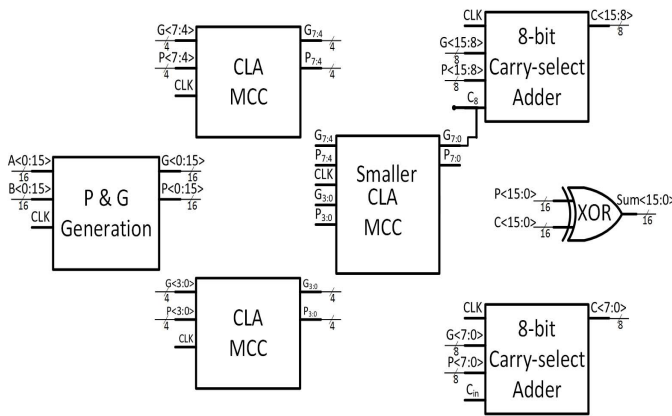 G<7:4>
4
P<7:4>
4
CLK
CLA
MCC
G7:4
4
P7:4
4
CLK
G<15:8>
8
P<15:8>
8
C8
8-bit
Carry-select
Adder
C<15:8>
8
A<0:15>
16
B<0:15>
16
CLK
P & G
Generation
G<0:15>
16
P<0:15>
16
G7:4
P7:4
CLK
G3:0
P3:0
Smaller
CLA
MCC
G7:0
P7:0
P<15:0>
16
C<15:0>
16
XOR
Sum<15:0>
16
G<3:0>
4
P<3:0>
4
CLK
CLA
MCC
G3:0
4
P3:0
4
CLK
G<7:0>
8
P<7:0>
8
Cin
8-bit
Carry-select
Adder
C<7:0>
8